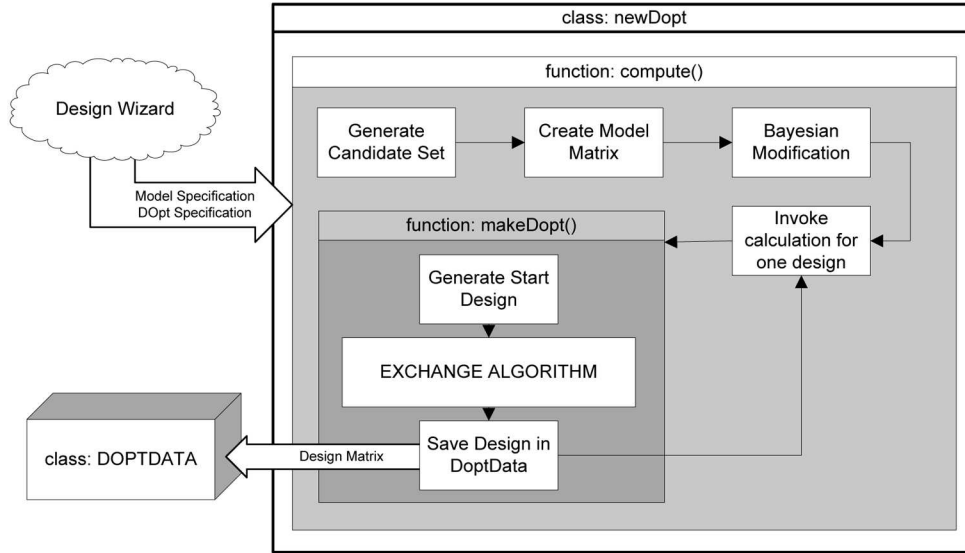 class: newDopt
function: compute()
Design Wizard
Generate
Candidate Set
Create Model
Matrix
Bayesian
Modification
Model Specification
DOpt Specification
function: makeDopt()
Invoke
calculation for
one design
Generate Start
Design
EXCHANGE ALGORITHM
Save Design in
DoptData
Design Matrix
class: DOPTDATA